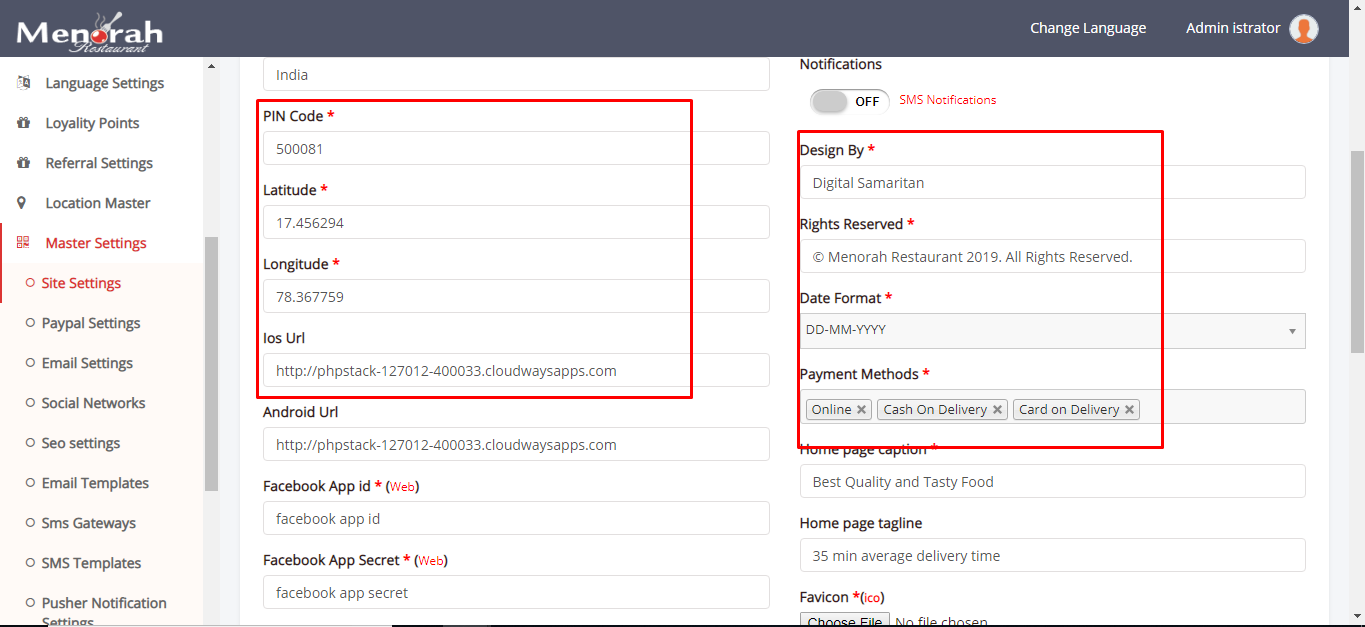 Menorah
Restaurant
Change Language
Admin istrator
Language Settings
Loyality Points
Referral Settings
Location Master
Master Settings
Site Settings
Paypal Settings
Email Settings
Social Networks
Seo settings
Email Templates
Sms Gateways
SMS Templates
Pusher Notification
Settings
India
PIN Code *
500081
Latitude *
17.456294
Longitude *
78.367759
Ios Url
http://phpstack-127012-400033.cloudwaysapps.com
Android Url
http://phpstack-127012-400033.cloudwaysapps.com
Facebook App id * (Web)
facebook app id
Facebook App Secret * (Web)
facebook app secret
Notifications
OFF SMS Notifications
Design By *
Digital Samaritan
Rights Reserved *
© Menorah Restaurant 2019. All Rights Reserved.
Date Format *
DD-MM-YYYY
Payment Methods *
Online × Cash On Delivery × Card on Delivery ×
Home page caption *
Best Quality and Tasty Food
Home page tagline
35 min average delivery time
Favicon *(ico)
Choose File No file chosen